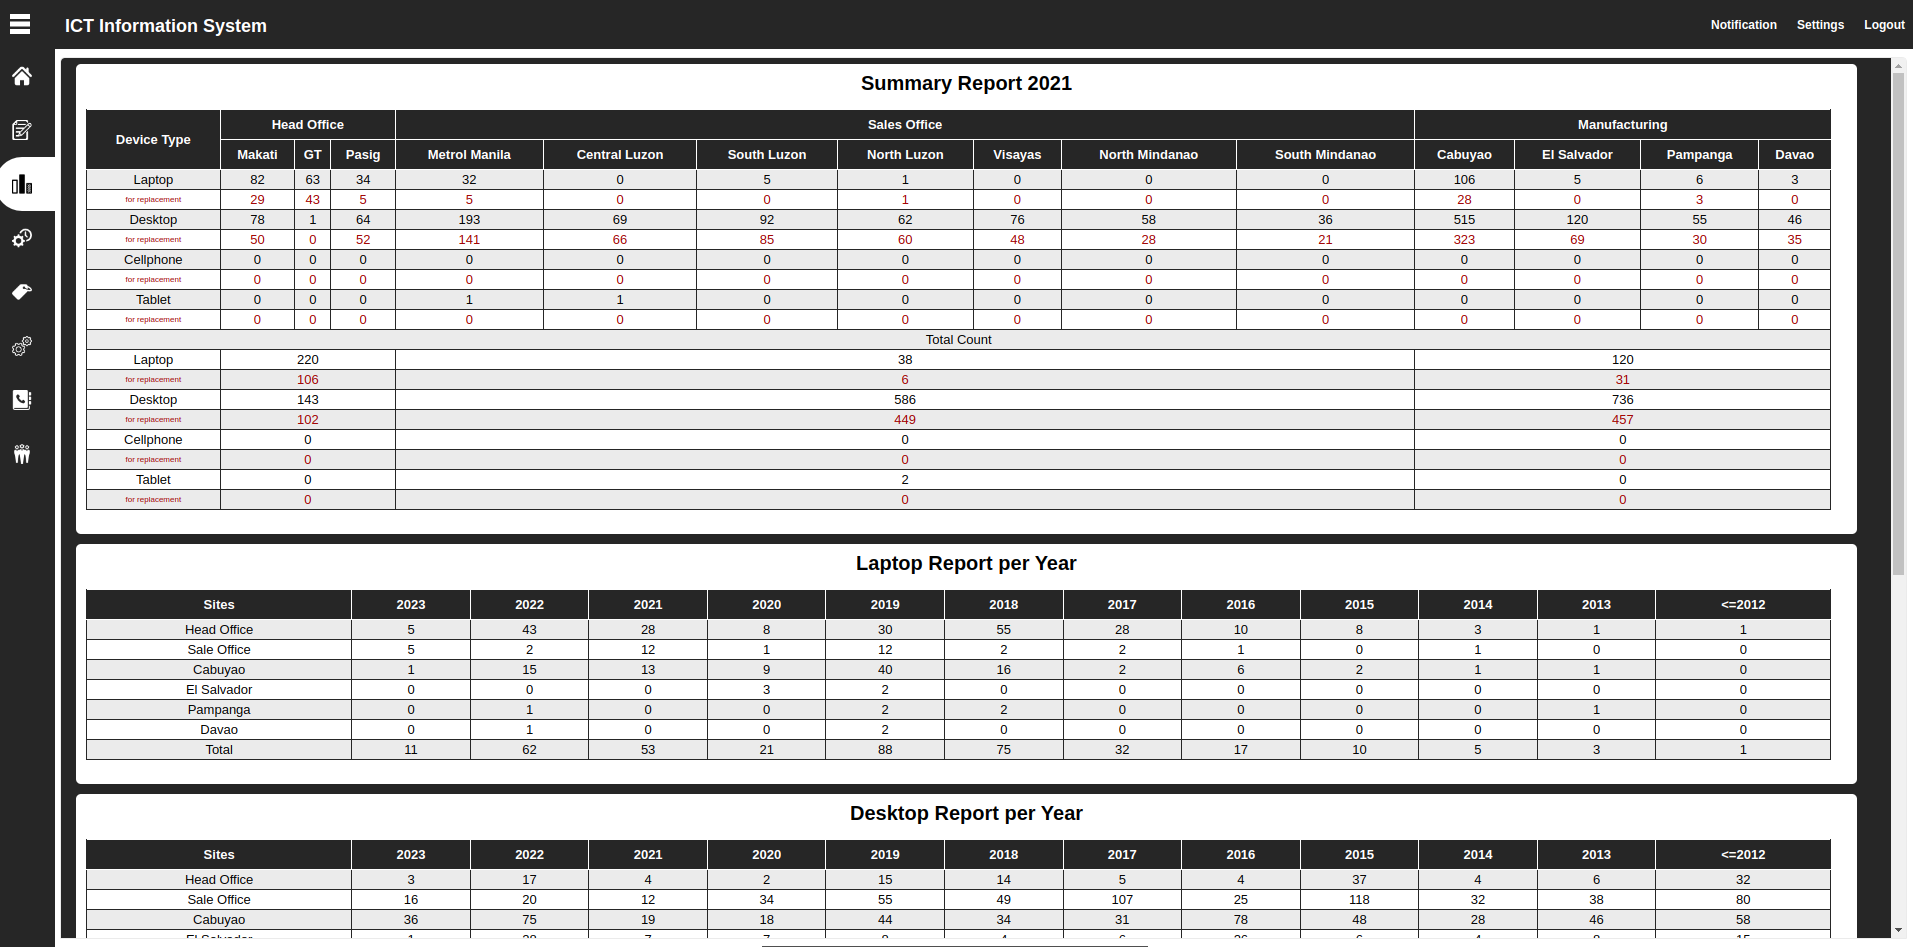 ICT Information System
Notification Settings Logout
Summary Report 2021
Device Type Head Office Sales Office Manufacturing
Makati GT Pasig Metrol Manila Central Luzon South Luzon North Luzon Visayas North Mindanao South Mindanao Cabuyao El Salvador Pampanga Davao
Laptop 82 63 34 32 0 5 1 0 0 0 106 5 6 3
for replacement 29 43 5 5 0 0 1 0 0 0 28 0 3 0
Desktop 78 1 64 193 69 92 62 76 58 36 515 120 55 46
for replacement 50 0 52 141 66 85 60 48 28 21 323 69 30 35
Cellphone 0 0 0 0 0 0 0 0 0 0 0 0 0 0
for replacement 0 0 0 0 0 0 0 0 0 0 0 0 0 0
Tablet 0 0 0 1 1 0 0 0 0 0 0 0 0 0
for replacement 0 0 0 0 0 0 0 0 0 0 0 0 0 0
Total Count
Laptop 220 38 120
for replacement 106 6 31
Desktop 143 586 736
for replacement 102 449 457
Cellphone 0 0 0
for replacement 0 0 0
Tablet 0 2 0
for replacement 0 0 0
Laptop Report per Year
Sites 2023 2022 2021 2020 2019 2018 2017 2016 2015 2014 2013 <=2012
Head Office 5 43 28 8 30 55 28 10 8 3 1 1
Sale Office 5 2 12 1 12 2 2 1 0 1 0 0
Cabuyao 1 15 13 9 40 16 2 6 2 1 1 0
El Salvador 0 0 0 3 2 0 0 0 0 0 0 0
Pampanga 0 1 0 0 2 2 0 0 0 0 1 0
Davao 0 1 0 0 2 0 0 0 0 0 0 0
Total 11 62 53 21 88 75 32 17 10 5 3 1
Desktop Report per Year
Sites 2023 2022 2021 2020 2019 2018 2017 2016 2015 2014 2013 <=2012
Head Office 3 17 4 2 15 14 5 4 37 4 6 32
Sale Office 16 20 12 34 55 49 107 25 118 32 38 80
Cabuyao 36 75 19 18 44 34 31 78 48 28 46 58
El Salvador